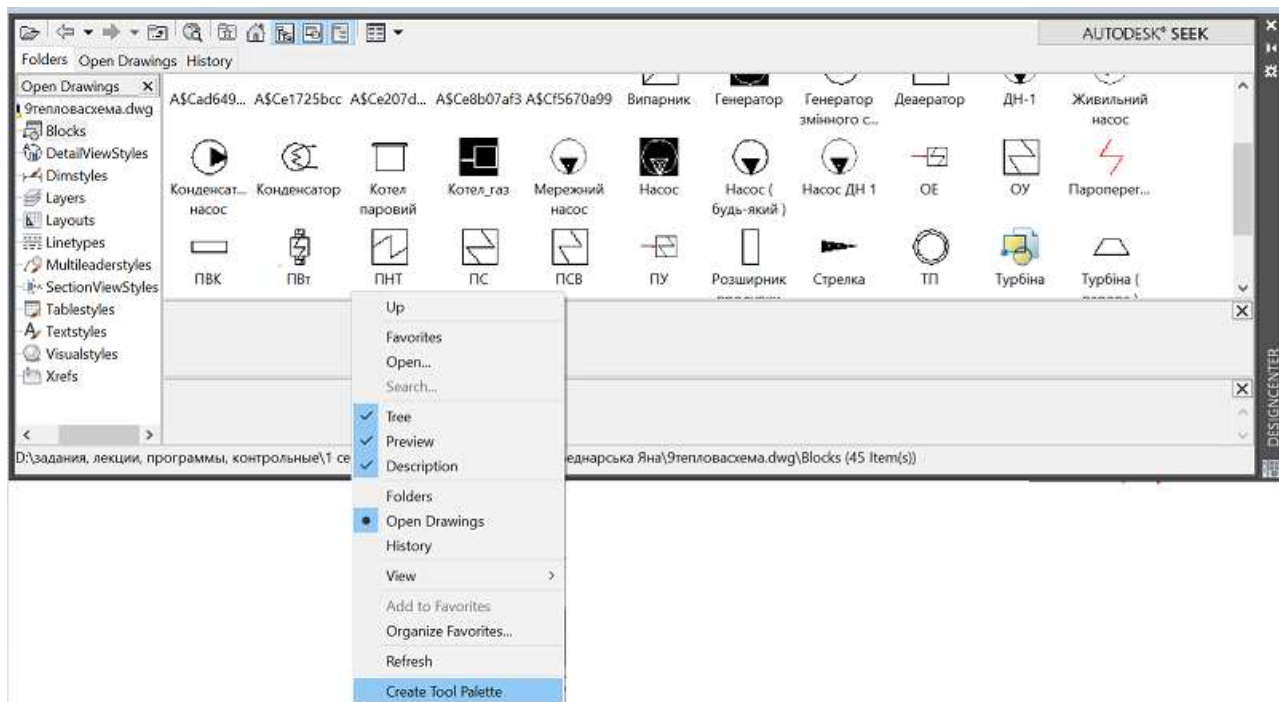 AUTODESK® SEEK
Folders Open Drawings History
Open Drawings
9тепловасхема.dwg
Blocks
DetailViewStyles
Dimstyles
Layers
Layouts
Linetypes
Multileaderstyles
SectionViewStyles
Tablestyles
Textstyles
Visualstyles
Xrefs
A$Cad649... A$Ce1725bcc A$Ce207d... A$Ce8b07af3 A$Cf5670a99 Випарник Генератор Генератор Деаератор ДН-1 Живильний
змінного с... насос
Конденсат... Конденсатор Котел Котел_газ Мережний Насос Насос ( Насос ДН 1 ОЕ ОУ Пароперег...
насос паровий насос будь-який )
ПВК ПВт ПНТ ПС ПСВ ПУ Розширник Стрелка ТП Турбіна Турбіна (
Up
Favorites
Open...
Search...
Tree
Preview
Description
Folders
Open Drawings
History
View
Add to Favorites
Organize Favorites...
Refresh
Create Tool Palette
D:\задания, лекции, программы, контрольные\1 се еднарська Яна\9тепловасхема.dwg\Blocks (45 Item(s))
DESIGNCENTER